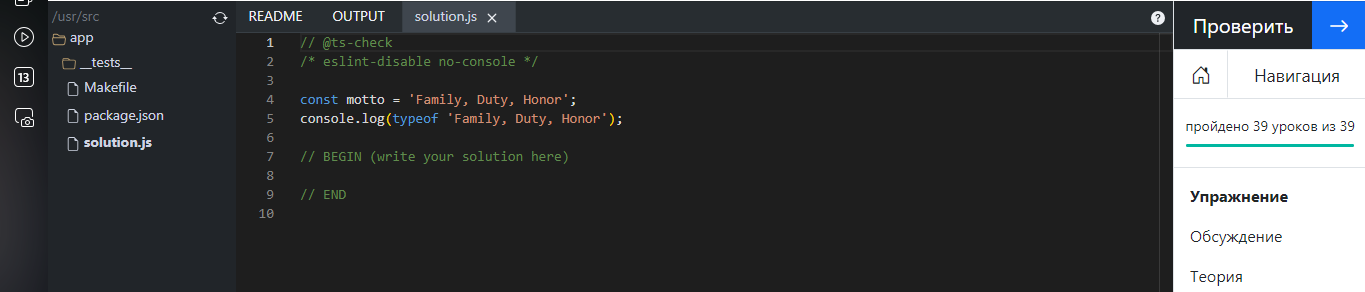 /usr/src
app
__tests__
Makefile
package.json
solution.js
13
README OUTPUT solution.js ×
?
1 // @ts-check
2 /* eslint-disable no-console */
3
4 const motto = 'Family, Duty, Honor';
5 console.log(typeof 'Family, Duty, Honor');
6
7 // BEGIN (write your solution here)
8
9 // END
10
Проверить →
Навигация
пройдено 39 уроков из 39
Упражнение
Обсуждение
Теория